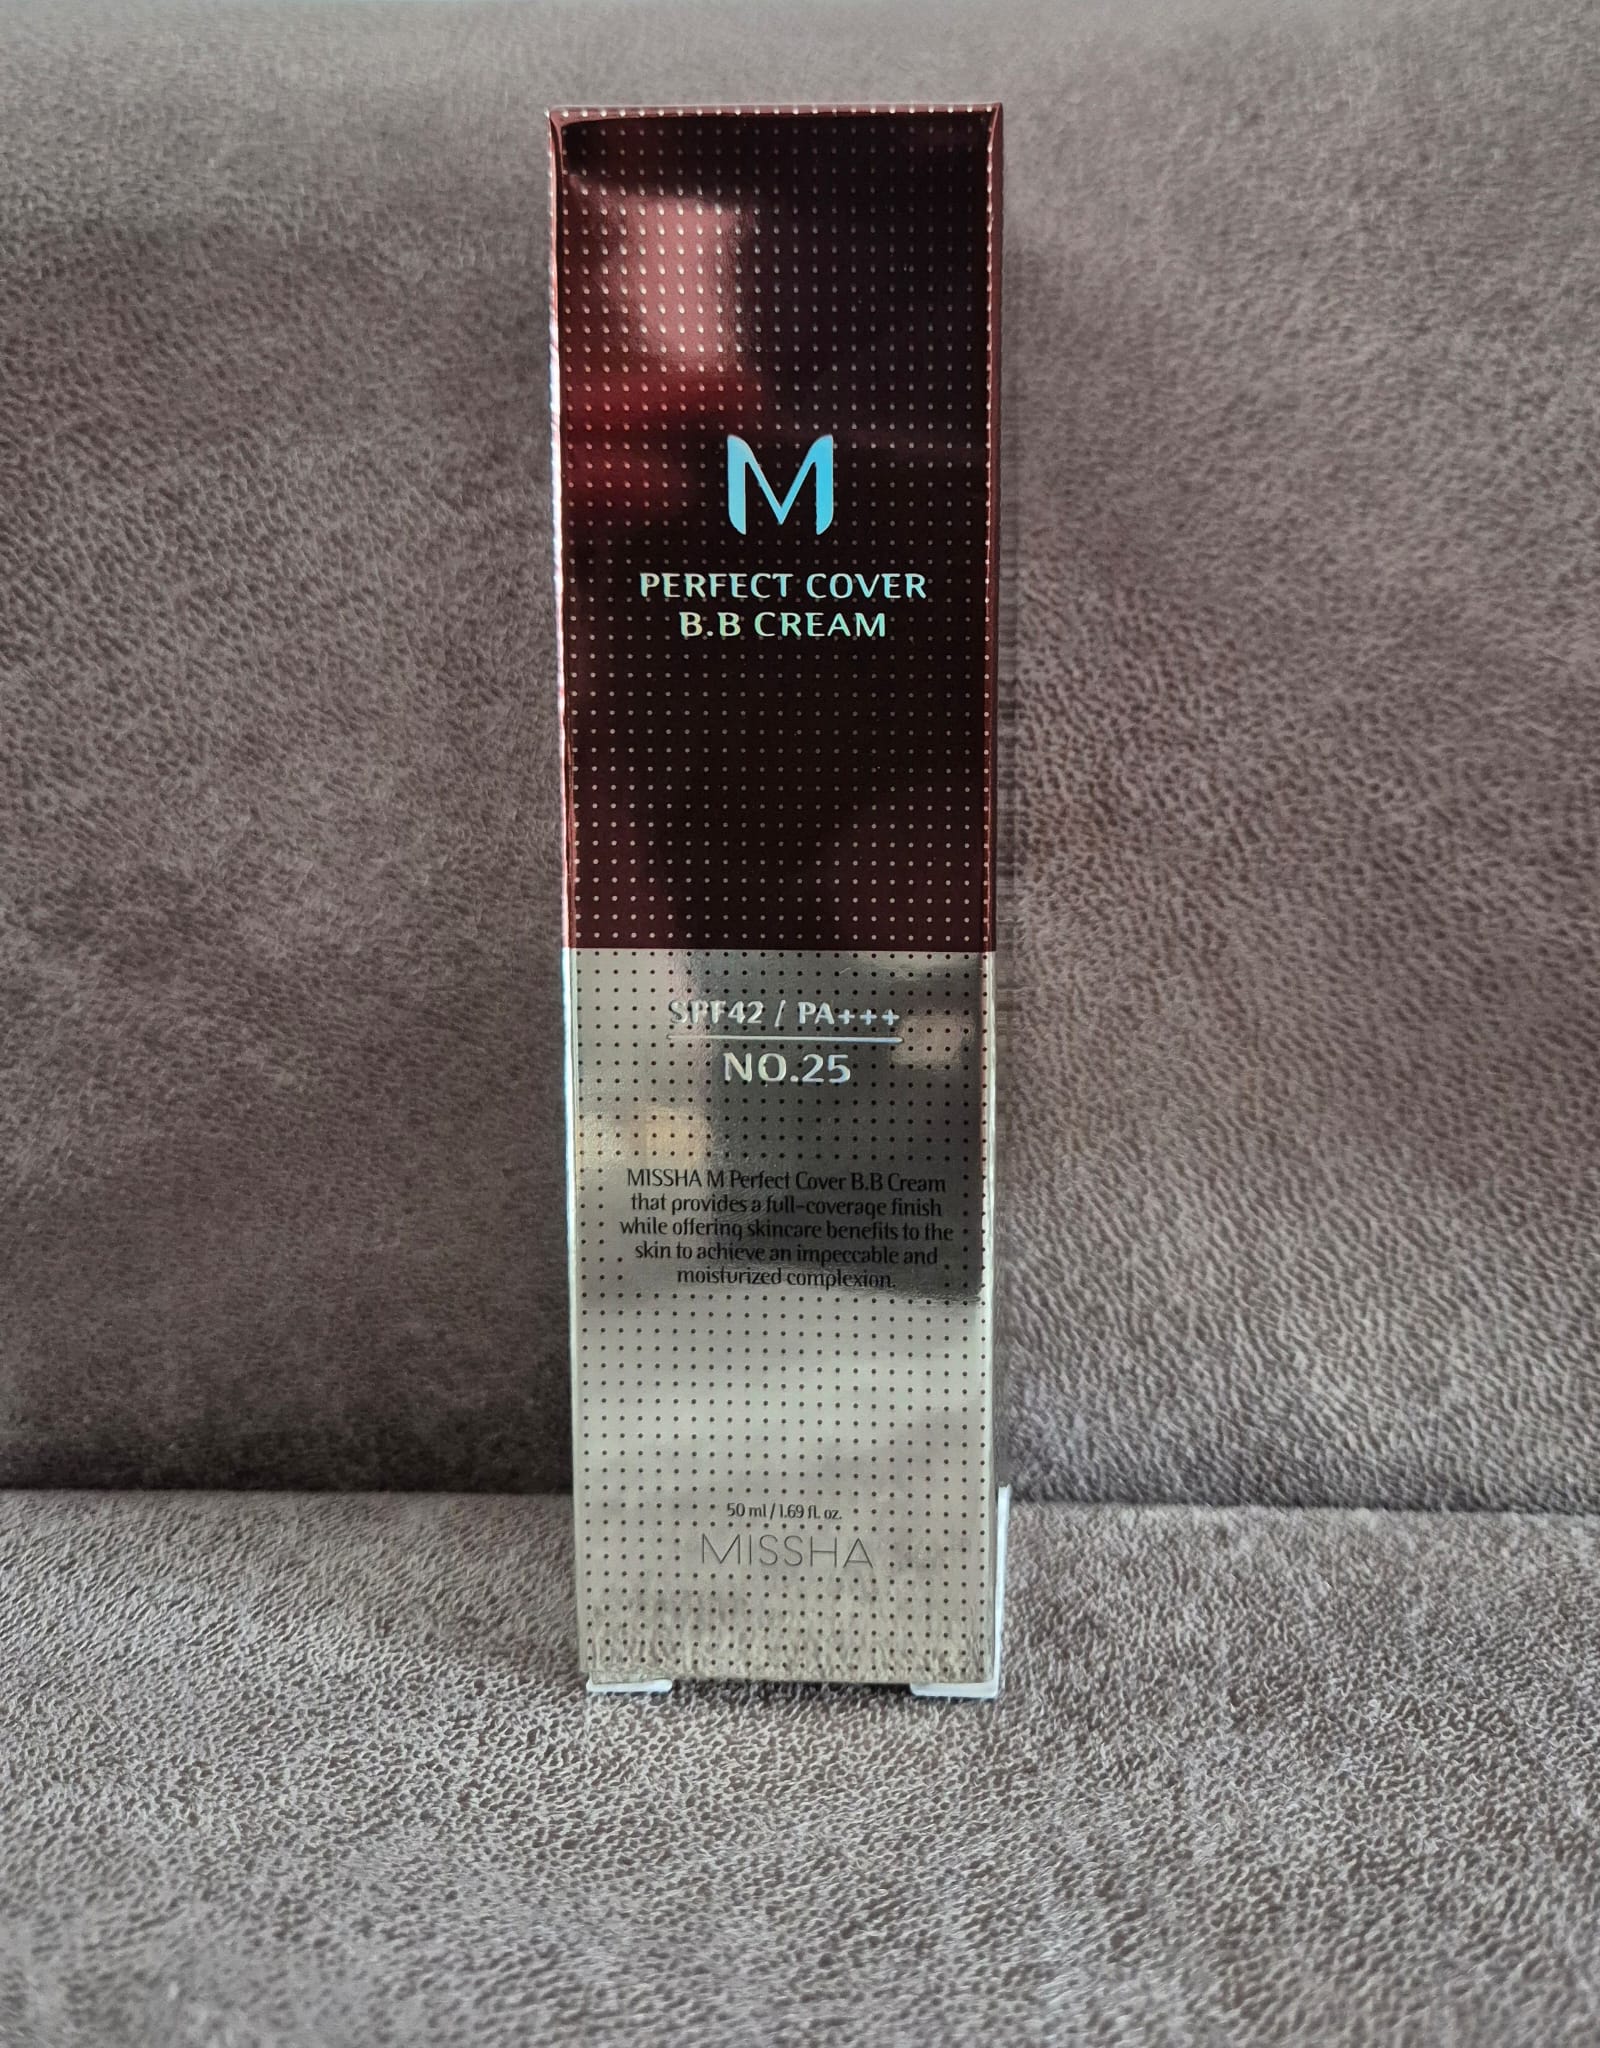 M
PERFECT COVER
B.B CREAM
SPF42 / PA+++
NO.25
MISSHA M Perfect Cover B.B Cream
that provides a full-coverage finish
while offering skincare benefits to the
skin to achieve an impeccable and
moisturized complexion.
50 ml / 1.69 fl. oz.
MISSHA